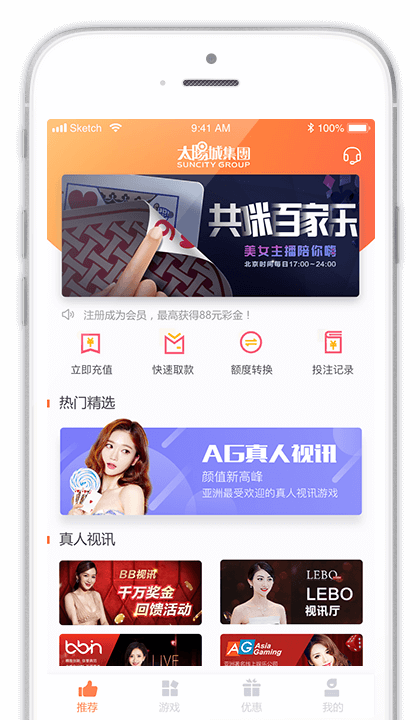 Sketch
9:41 AM
100%
太陽城集團
SUNCITY GROUP
共咪百家乐
美女主播陪你嗨
北京时间每日17:00~24:00
注册成为会员，最高获得88元彩金！
立即充值
快速取款
额度转换
投注记录
热门精选
AG真人视讯
颜值新高峰
亚洲最受欢迎的真人视讯游戏
真人视讯
BB视讯
千万奖金
回馈活动
LEBO
LEBO
视讯厅
bbin
LIVE
AG Asia
Gaming
推荐
游戏
优惠
我的